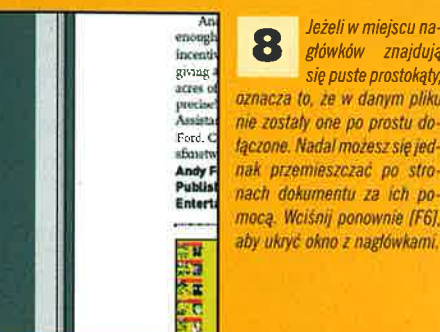 An
enough
incentiv
giving a
acres of
precisel
Assistan
Ford. C
Andy F
Publis
Enterta
8
Jeżeli w miejscu na-
główków znajdują
się puste prostokąty,
oznacza to, że w danym pliku
nie zostały one po prostu do-
łączone. Nadal możesz się jed-
nak przemieszczać po stro-
nach dokumentu za ich po-
mocą. Wciśnij ponownie [F6],
aby ukryć okno z nagłówkami.